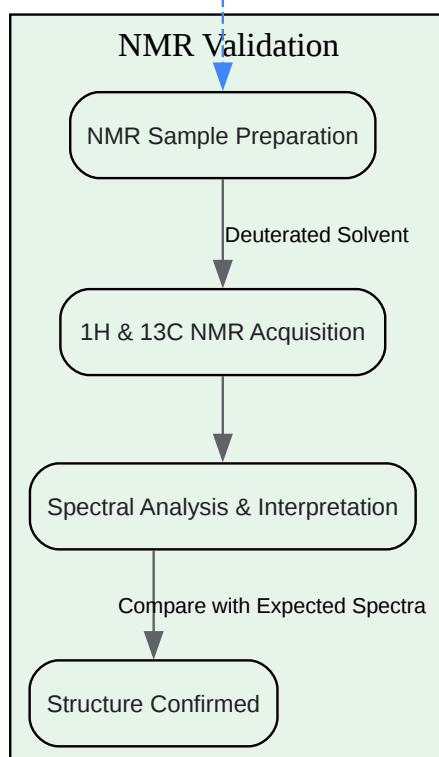 NMR Validation
NMR Sample Preparation
Deuterated Solvent
1H & 13C NMR Acquisition
Spectral Analysis & Interpretation
Compare with Expected Spectra
Structure Confirmed